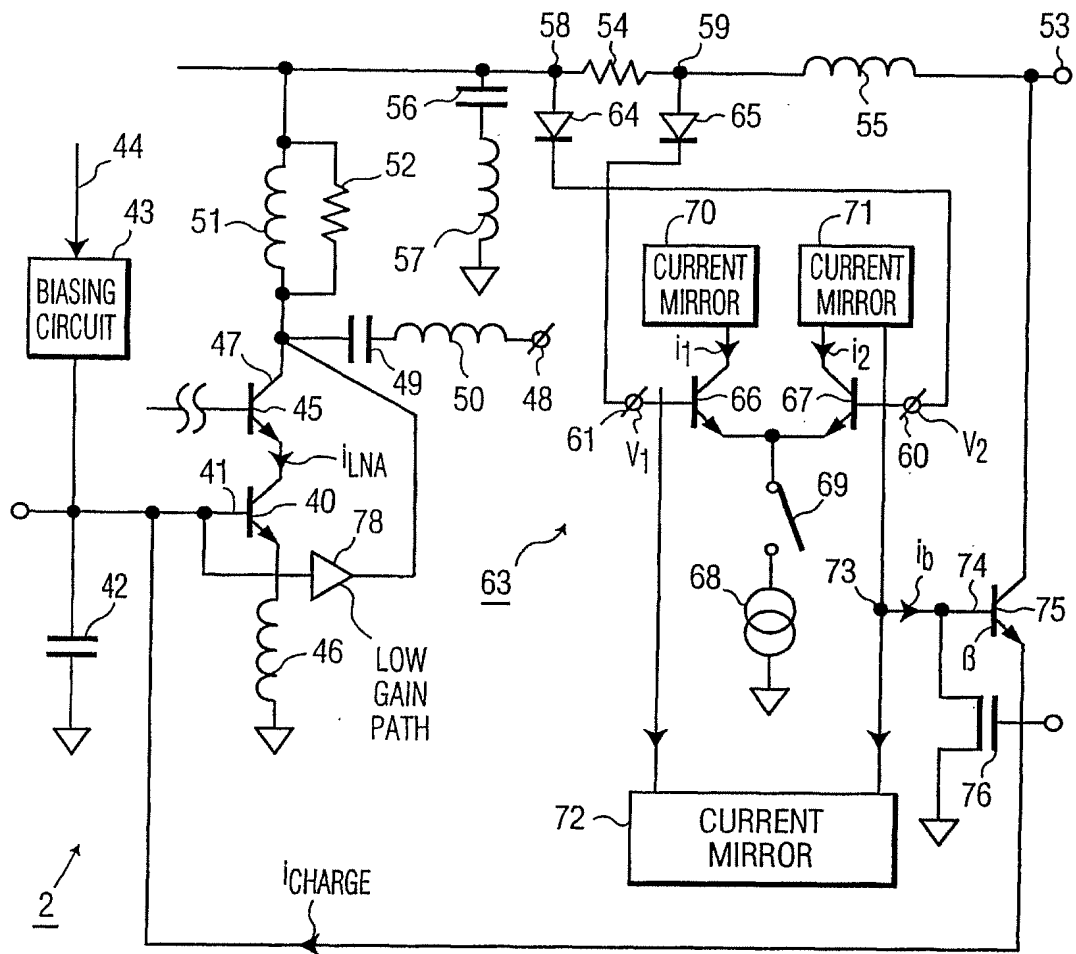 58
54
59
53
56
64
65
55
44
52
51
43
57
70
71
BIASING
CIRCUIT
CURRENT
MIRROR
CURRENT
MIRROR
i1
i2
47
49
50
48
45
66
67
61
V1
60
V2
iLNA
41
40
78
69
63
68
73
ib
74
75
β
42
46
LOW
GAIN
PATH
76
72
CURRENT
MIRROR
iCHARGE
2